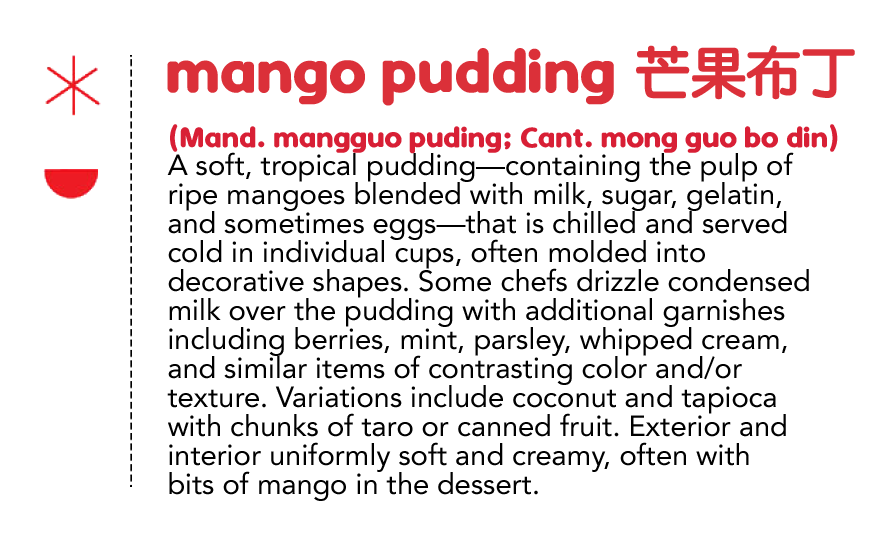 mango pudding 芒果布丁
(Mand. mangguo puding; Cant. mong guo bo din)
A soft, tropical pudding—containing the pulp of
ripe mangoes blended with milk, sugar, gelatin,
and sometimes eggs—that is chilled and served
cold in individual cups, often molded into
decorative shapes. Some chefs drizzle condensed
milk over the pudding with additional garnishes
including berries, mint, parsley, whipped cream,
and similar items of contrasting color and/or
texture. Variations include coconut and tapioca
with chunks of taro or canned fruit. Exterior and
interior uniformly soft and creamy, often with
bits of mango in the dessert.